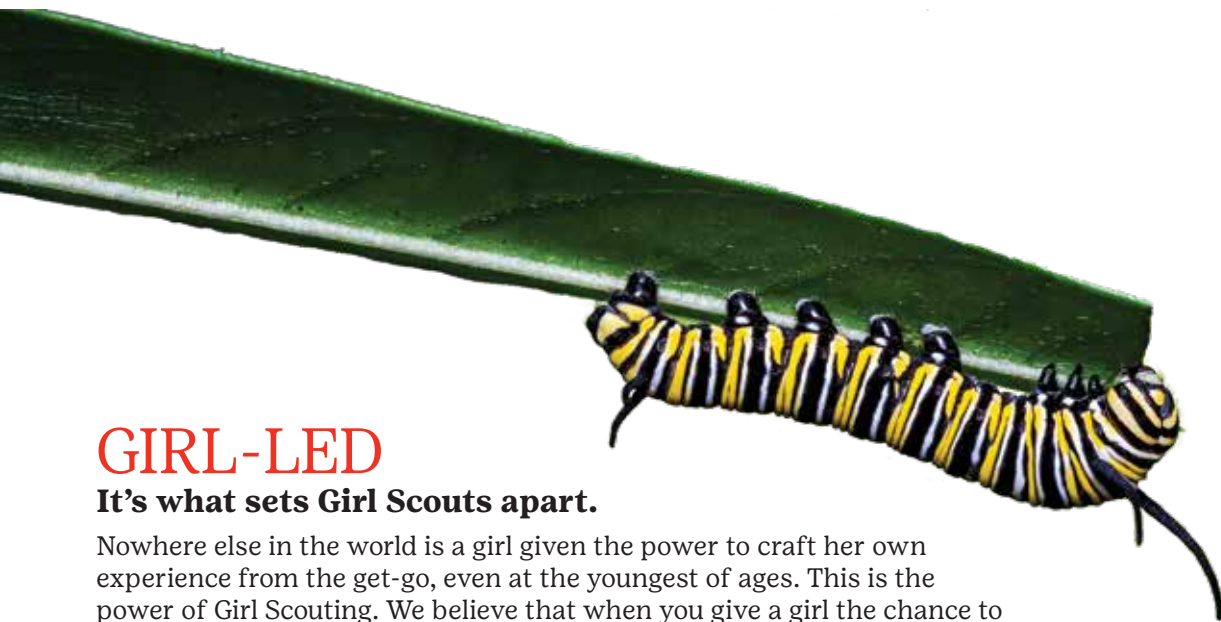 GIRL-LED
It’s what sets Girl Scouts apart.
Nowhere else in the world is a girl given the power to craft her own
experience from the get-go, even at the youngest of ages. This is the
power of Girl Scouting. We believe that when you give a girl the chance to